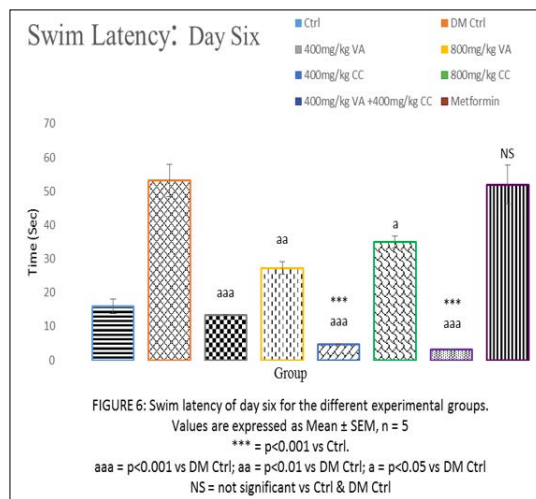 Swim Latency: Day Six
Ctrl
DM Ctrl
400mg/kg VA
800mg/kg VA
400mg/kg CC
800mg/kg CC
400mg/kg VA +400mg/kg CC
Metformin
Time (Sec)
70
60
50
40
30
20
10
0
aaa
aa
***
aaa
a
***
aaa
NS
Group
FIGURE 6: Swim latency of day six for the different experimental groups.
Values are expressed as Mean ± SEM, n = 5
*** = p<0.001 vs Ctrl.
aaa = p<0.001 vs DM Ctrl; aa = p<0.01 vs DM Ctrl; a = p<0.05 vs DM Ctrl
NS = not significant vs Ctrl & DM Ctrl